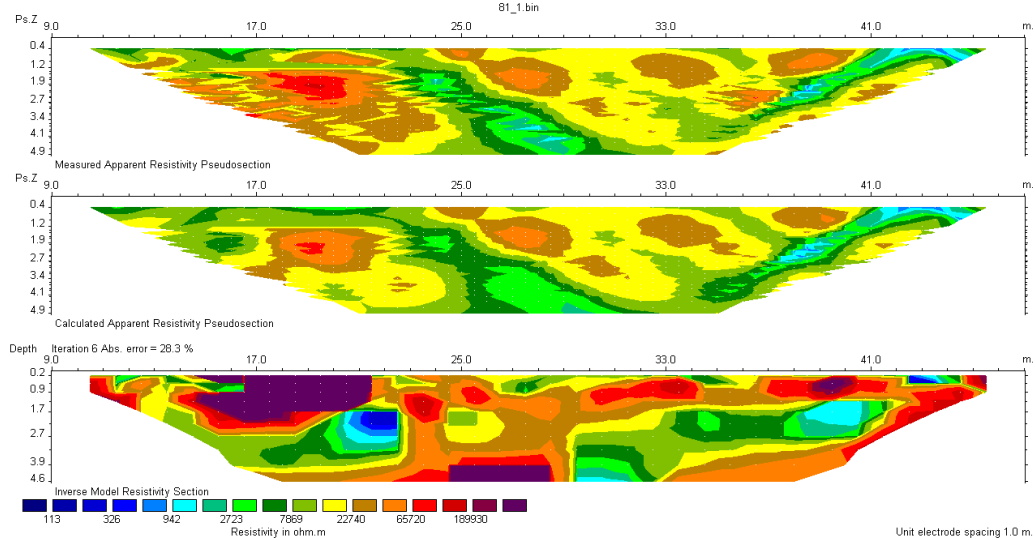 81_1.bin
Ps.Z 9.0 17.0 25.0 33.0 41.0 m.
0.4
1.2
1.9
2.7
3.4
4.1
4.9
Measured Apparent Resistivity Pseudosection
Ps.Z 9.0 17.0 25.0 33.0 41.0 m.
0.4
1.2
1.9
2.7
3.4
4.1
4.9
Calculated Apparent Resistivity Pseudosection
Depth Iteration 6 Abs. error = 28.3 %
9.0 17.0 25.0 33.0 41.0 m.
0.2
0.9
1.7
2.7
3.9
4.6
Inverse Model Resistivity Section
113 326 942 2723 7869 22740 65720 189930
Resistivity in ohm.m Unit electrode spacing 1.0 m.